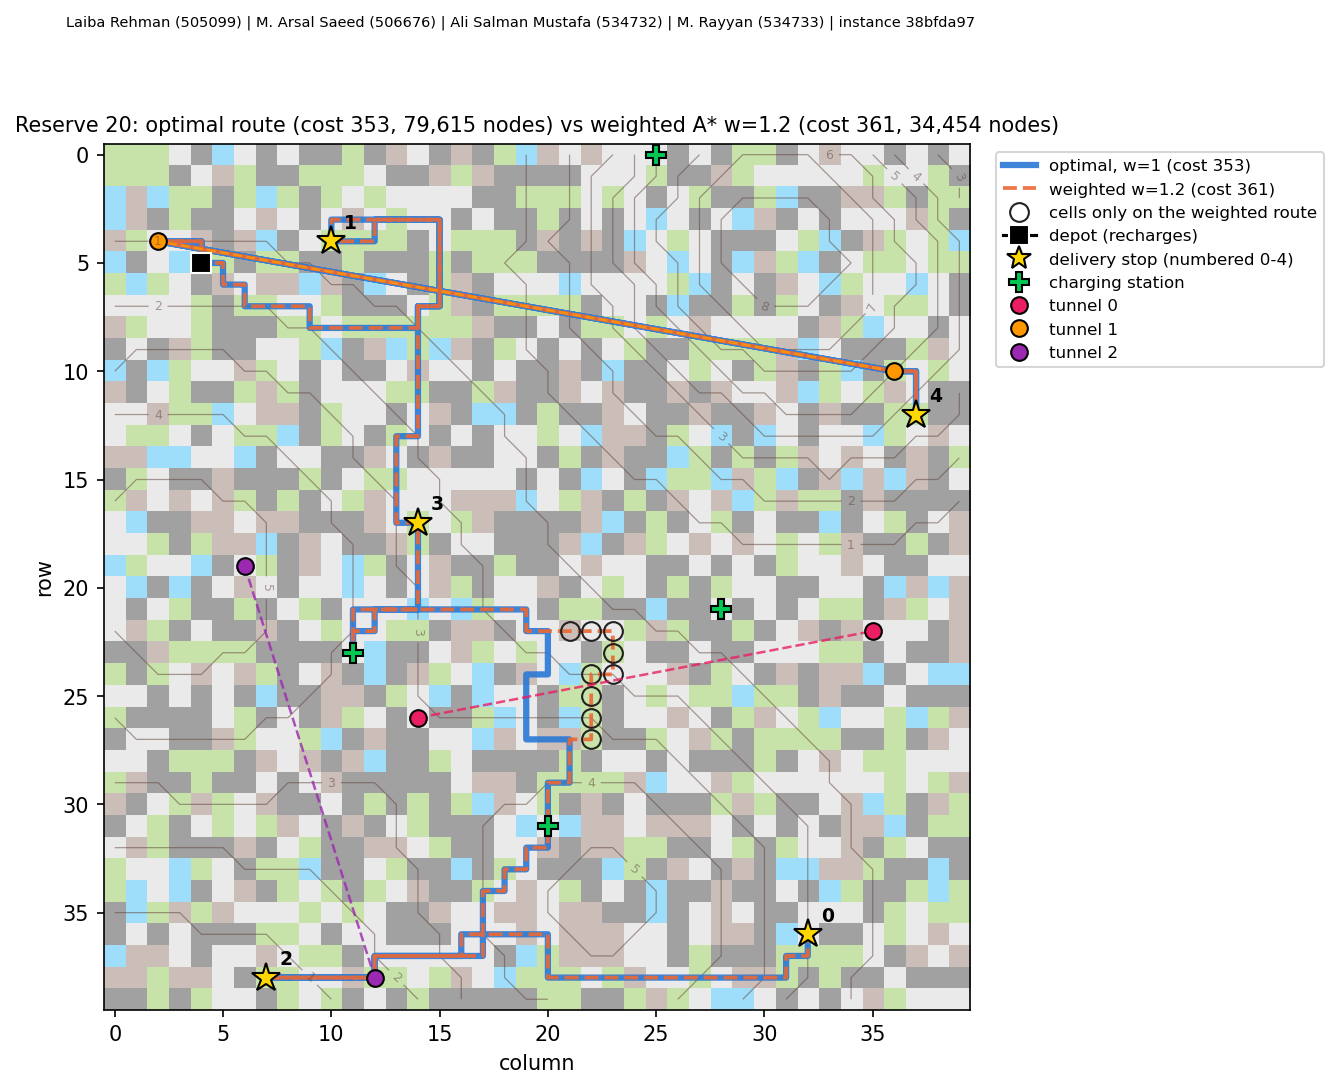 Laiba Rehman (505099) | M. Arsal Saeed (506676) | Ali Salman Mustafa (534732) | M. Rayyan (534733) | instance 38bfda97
Reserve 20: optimal route (cost 353, 79,615 nodes) vs weighted A* w=1.2 (cost 361, 34,454 nodes)
optimal, w=1 (cost 353)
weighted w=1.2 (cost 361)
cells only on the weighted route
depot (recharges)
delivery stop (numbered 0-4)
charging station
tunnel 0
tunnel 1
tunnel 2
row
0
5
10
15
20
25
30
35
6
5
4
3
1
1
2
8
7
4
4
3
3
2
1
5
3
3
4
5
0
2
1
2
2
0 5 10 15 20 25 30 35
column